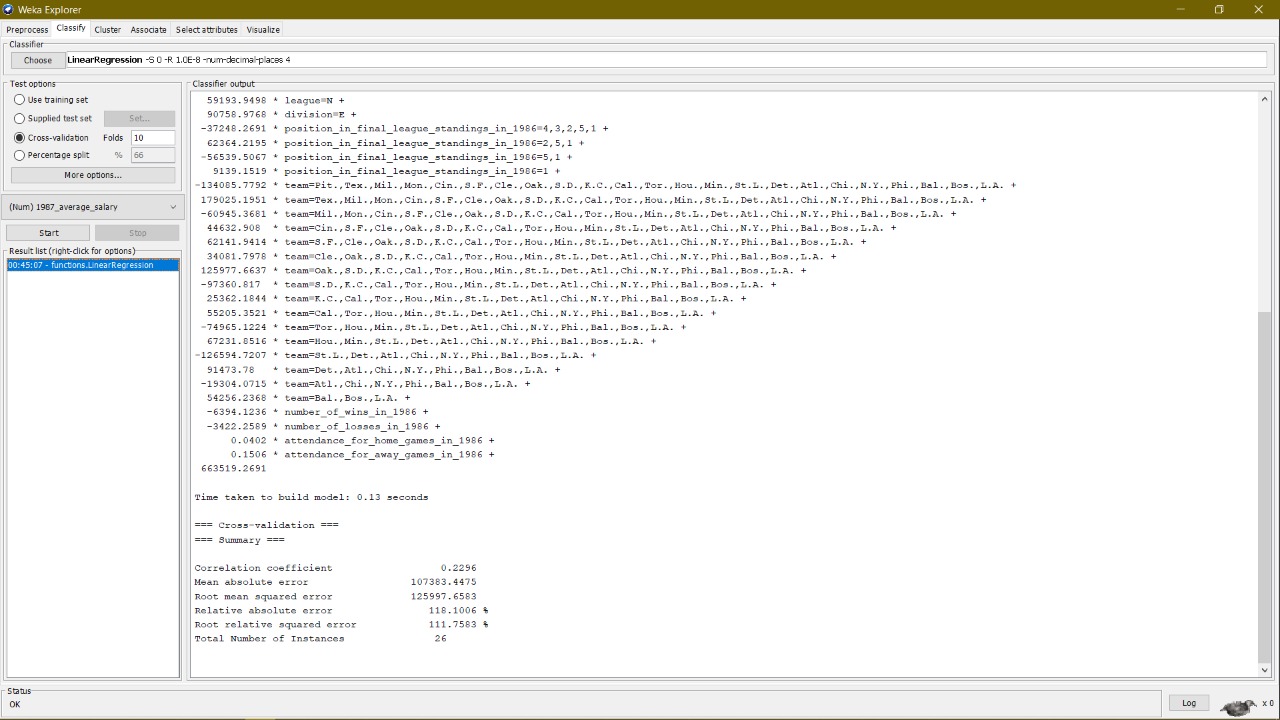 Weka Explorer
Preprocess Classify Cluster Associate Select attributes Visualize
Classifier
Choose LinearRegression -S 0 -R 1.0E-8 -num-decimal-places 4
Test options
Use training set
Supplied test set Set...
Cross-validation Folds 10
Percentage split % 66
More options...
(Num) 1987_average_salary
Start Stop
Result list (right-click for options)
00:45:07 - functions.LinearRegression
Classifier output
59193.9498 * league=N +
90758.9768 * division=E +
-37248.2691 * position_in_final_league_standings_in_1986=4,3,2,5,1 +
62364.2195 * position_in_final_league_standings_in_1986=2,5,1 +
-56539.5067 * position_in_final_league_standings_in_1986=5,1 +
9139.1519 * position_in_final_league_standings_in_1986=1 +
-134085.7792 * team=Pit.,Tex.,Mil.,Mon.,Cin.,S.F.,Cle.,Oak.,S.D.,K.C.,Cal.,Tor.,Hou.,Min.,St.L.,Det.,Atl.,Chi.,N.Y.,Phi.,Bal.,Bos.,L.A. +
179025.1951 * team=Tex.,Mil.,Mon.,Cin.,S.F.,Cle.,Oak.,S.D.,K.C.,Cal.,Tor.,Hou.,Min.,St.L.,Det.,Atl.,Chi.,N.Y.,Phi.,Bal.,Bos.,L.A. +
-60945.3681 * team=Mil.,Mon.,Cin.,S.F.,Cle.,Oak.,S.D.,K.C.,Cal.,Tor.,Hou.,Min.,St.L.,Det.,Atl.,Chi.,N.Y.,Phi.,Bal.,Bos.,L.A. +
44632.908 * team=Cin.,S.F.,Cle.,Oak.,S.D.,K.C.,Cal.,Tor.,Hou.,Min.,St.L.,Det.,Atl.,Chi.,N.Y.,Phi.,Bal.,Bos.,L.A. +
62141.9414 * team=S.F.,Cle.,Oak.,S.D.,K.C.,Cal.,Tor.,Hou.,Min.,St.L.,Det.,Atl.,Chi.,N.Y.,Phi.,Bal.,Bos.,L.A. +
34081.7978 * team=Cle.,Oak.,S.D.,K.C.,Cal.,Tor.,Hou.,Min.,St.L.,Det.,Atl.,Chi.,N.Y.,Phi.,Bal.,Bos.,L.A. +
125977.6637 * team=Oak.,S.D.,K.C.,Cal.,Tor.,Hou.,Min.,St.L.,Det.,Atl.,Chi.,N.Y.,Phi.,Bal.,Bos.,L.A. +
-97360.817 * team=S.D.,K.C.,Cal.,Tor.,Hou.,Min.,St.L.,Det.,Atl.,Chi.,N.Y.,Phi.,Bal.,Bos.,L.A. +
25362.1844 * team=K.C.,Cal.,Tor.,Hou.,Min.,St.L.,Det.,Atl.,Chi.,N.Y.,Phi.,Bal.,Bos.,L.A. +
55205.3521 * team=Cal.,Tor.,Hou.,Min.,St.L.,Det.,Atl.,Chi.,N.Y.,Phi.,Bal.,Bos.,L.A. +
-74965.1224 * team=Tor.,Hou.,Min.,St.L.,Det.,Atl.,Chi.,N.Y.,Phi.,Bal.,Bos.,L.A. +
67231.8516 * team=Hou.,Min.,St.L.,Det.,Atl.,Chi.,N.Y.,Phi.,Bal.,Bos.,L.A. +
-126594.7207 * team=St.L.,Det.,Atl.,Chi.,N.Y.,Phi.,Bal.,Bos.,L.A. +
91473.78 * team=Det.,Atl.,Chi.,N.Y.,Phi.,Bal.,Bos.,L.A. +
-19304.0715 * team=Atl.,Chi.,N.Y.,Phi.,Bal.,Bos.,L.A. +
54256.2368 * team=Bal.,Bos.,L.A. +
-6394.1236 * number_of_wins_in_1986 +
-3422.2589 * number_of_losses_in_1986 +
0.0402 * attendance_for_home_games_in_1986 +
0.1506 * attendance_for_away_games_in_1986 +
663519.2691
Time taken to build model: 0.13 seconds
=== Cross-validation ===
=== Summary ===
Correlation coefficient 0.2296
Mean absolute error 107383.4475
Root mean squared error 125997.6583
Relative absolute error 118.1006 %
Root relative squared error 111.7583 %
Total Number of Instances 26
Status
OK
Log
x 0